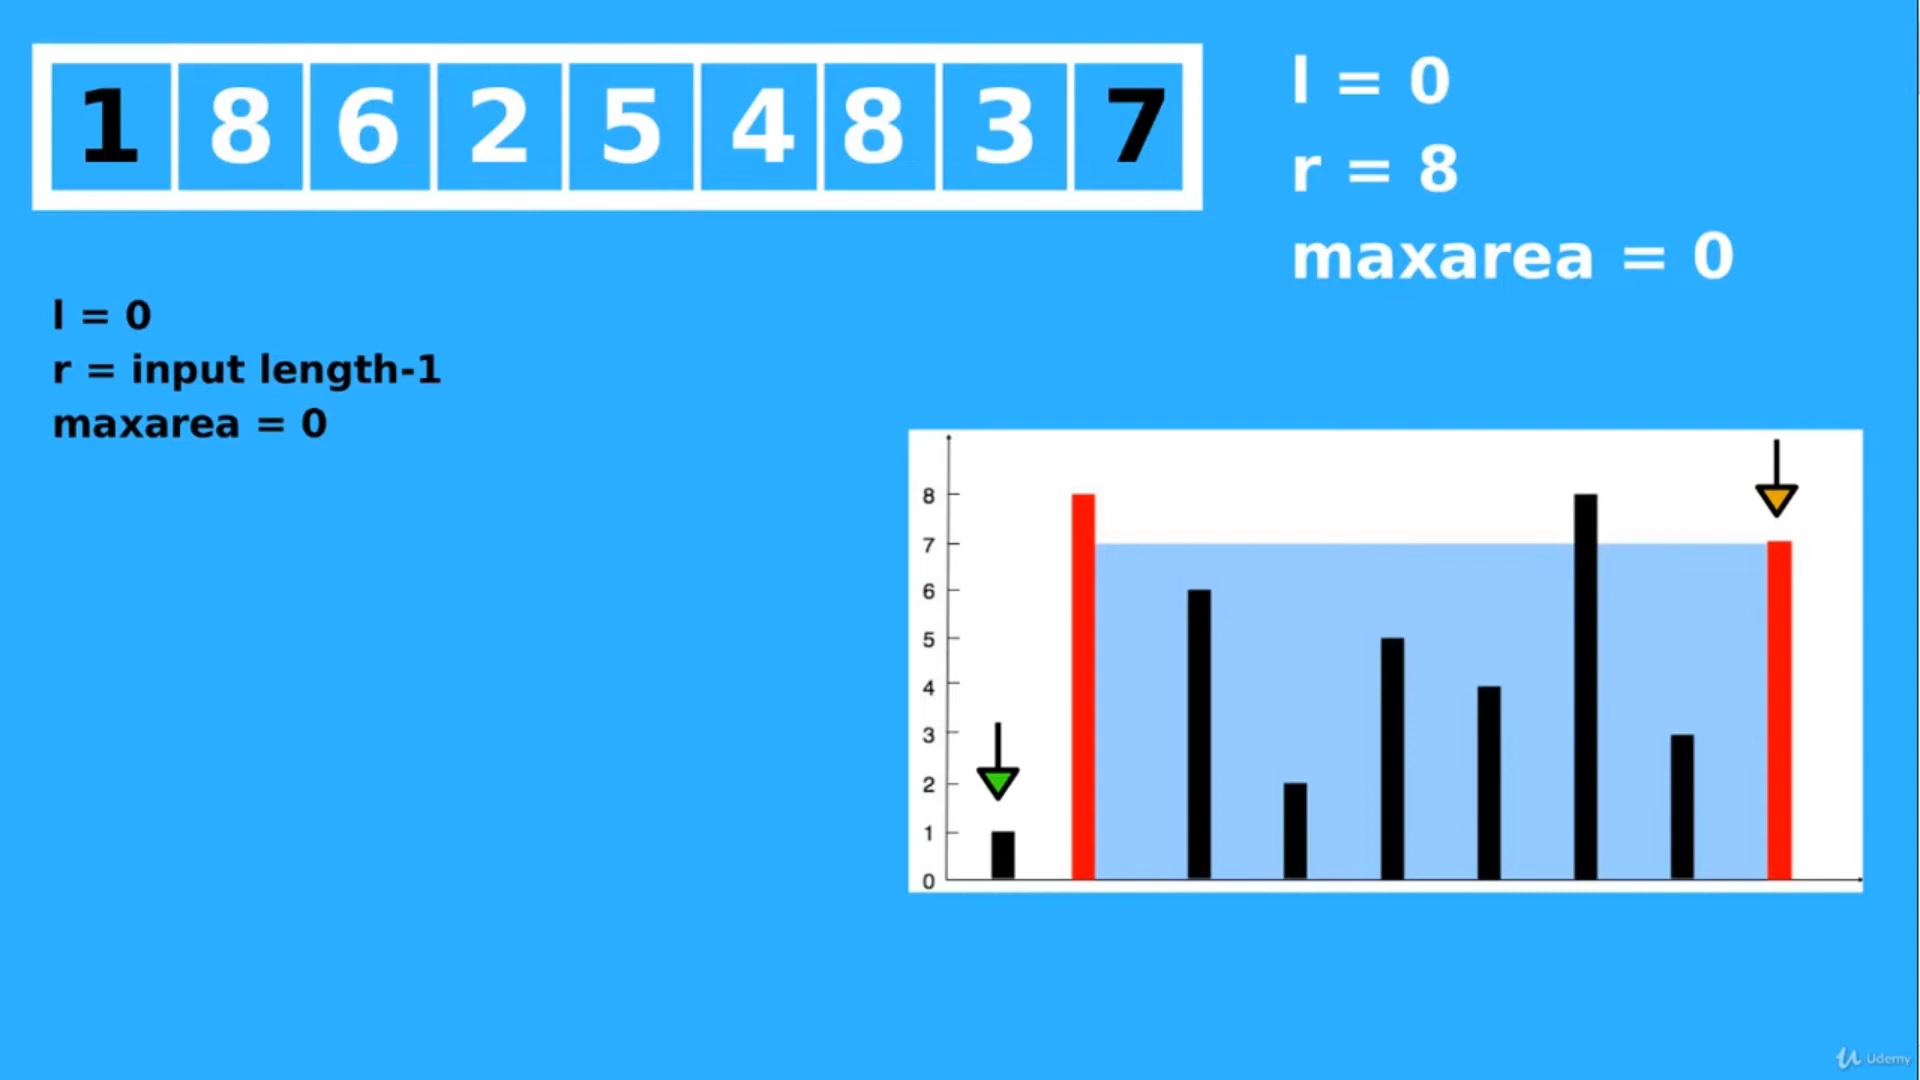 1 8 6 2 5 4 8 3 7
l = 0
r = 8
maxarea = 0
l = 0
r = input length-1
maxarea = 0
8
7
6
5
4
3
2
1
0
Udemy